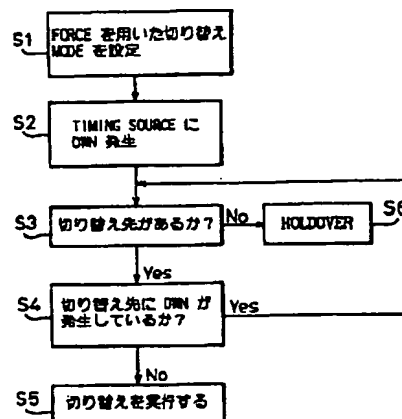 S1
FORCE を用いた切り替え
MODE を設定
S2
TIMING SOURCE に
DWN 発生
S3
切り替え先があるか?
No
HOLDOVER
S6
Yes
S4
切り替え先に DWN が
発生しているか?
Yes
No
S5
切り替えを実行する